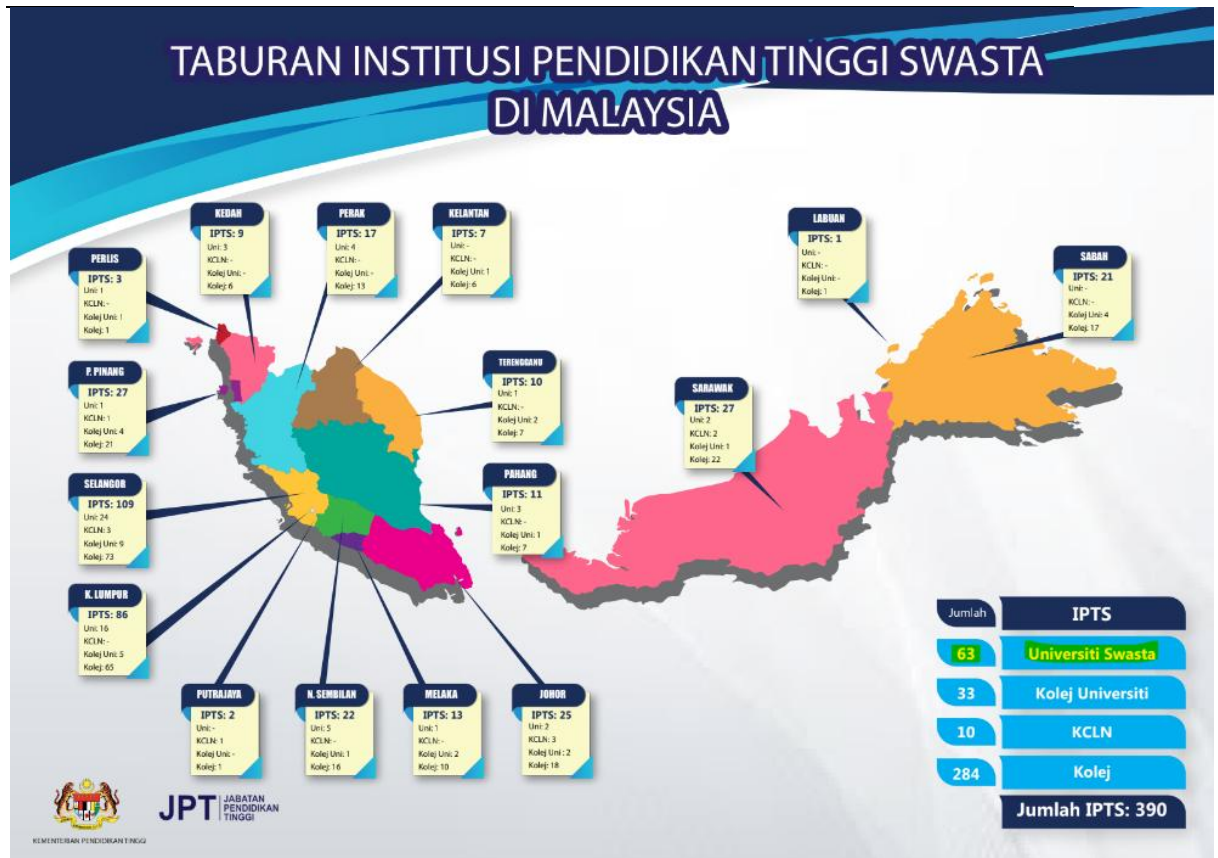 TABURAN INSTITUSI PENDIDIKAN TINGGI SWASTA
DI MALAYSIA
KEDAH
IPTS: 9
Uni: 3
KCLN: -
Kolej Uni: -
Kolej: 6
PERAK
IPTS: 17
Uni: 4
KCLN: -
Kolej Uni: -
Kolej: 13
KELANTAN
IPTS: 7
Uni: -
KCLN: -
Kolej Uni: 1
Kolej: 6
LABUAN
IPTS: 1
Uni: -
KCLN: -
Kolej Uni: -
Kolej: 1
SABAH
IPTS: 21
Uni: -
KCLN: -
Kolej Uni: 4
Kolej: 17
PERLIS
IPTS: 3
Uni: 1
KCLN: -
Kolej Uni: 1
Kolej: 1
P. PINANG
IPTS: 27
Uni: 1
KCLN: 1
Kolej Uni: 4
Kolej: 21
TERENGGANU
IPTS: 10
Uni: 1
KCLN: -
Kolej Uni: 2
Kolej: 7
SARAWAK
IPTS: 27
Uni: 2
KCLN: 2
Kolej Uni: 1
Kolej: 22
SELANGOR
IPTS: 109
Uni: 24
KCLN: 3
Kolej Uni: 9
Kolej: 73
PAHANG
IPTS: 11
Uni: 3
KCLN: -
Kolej Uni: 1
Kolej: 7
K. LUMPUR
IPTS: 86
Uni: 16
KCLN: -
Kolej Uni: 5
Kolej: 65
PUTRAJAYA
IPTS: 2
Uni: -
KCLN: 1
Kolej Uni: -
Kolej: 1
N. SEMBILAN
IPTS: 22
Uni: 5
KCLN: -
Kolej Uni: 1
Kolej: 16
MELAKA
IPTS: 13
Uni: 1
KCLN: -
Kolej Uni: 2
Kolej: 10
JOHOR
IPTS: 25
Uni: 2
KCLN: 3
Kolej Uni : 2
Kolej: 18
Jumlah IPTS
63 Universiti Swasta
33 Kolej Universiti
10 KCLN
284 Kolej
Jumlah IPTS: 390
KEMENTERIAN PENDIDIKAN TINGGI
JPT JABATAN
PENDIDIKAN
TINGGI